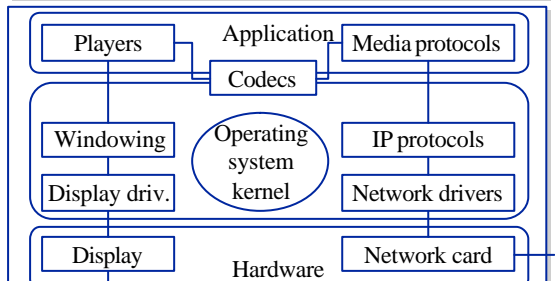 Players
Application
Media protocols
Codecs
Windowing
Operating
system
kernel
IP protocols
Display driv.
Network drivers
Display
Hardware
Network card